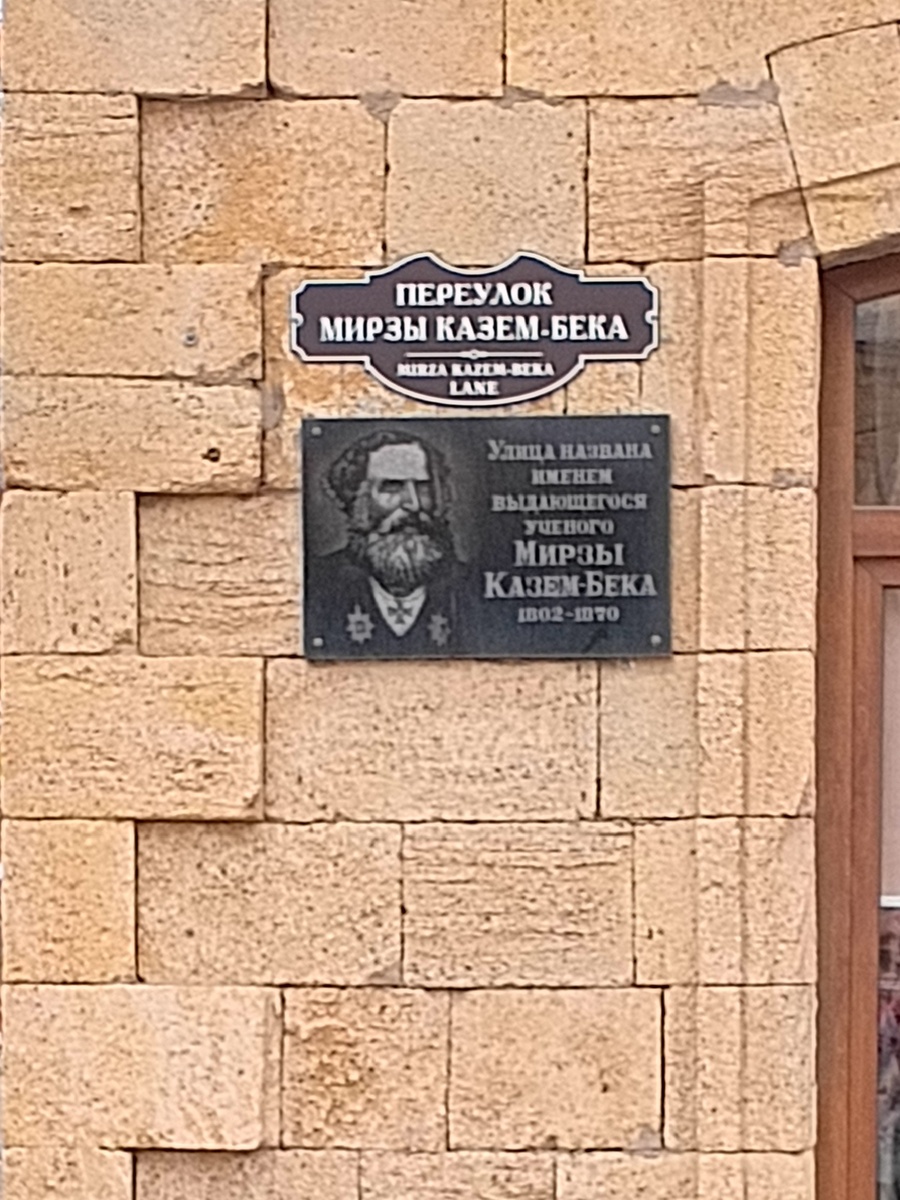 ПЕРЕУЛОК
МИРЗЫ КАЗЕМ-БЕКА
MIRZA KAZEM-BEKA
LANE
УЛИЦА НАЗВАНА
ИМЕНЕМ
ВЫДАЮЩЕГОСЯ
УЧЕНОГО
МИРЗЫ
КАЗЕМ-БЕКА
1802-1870